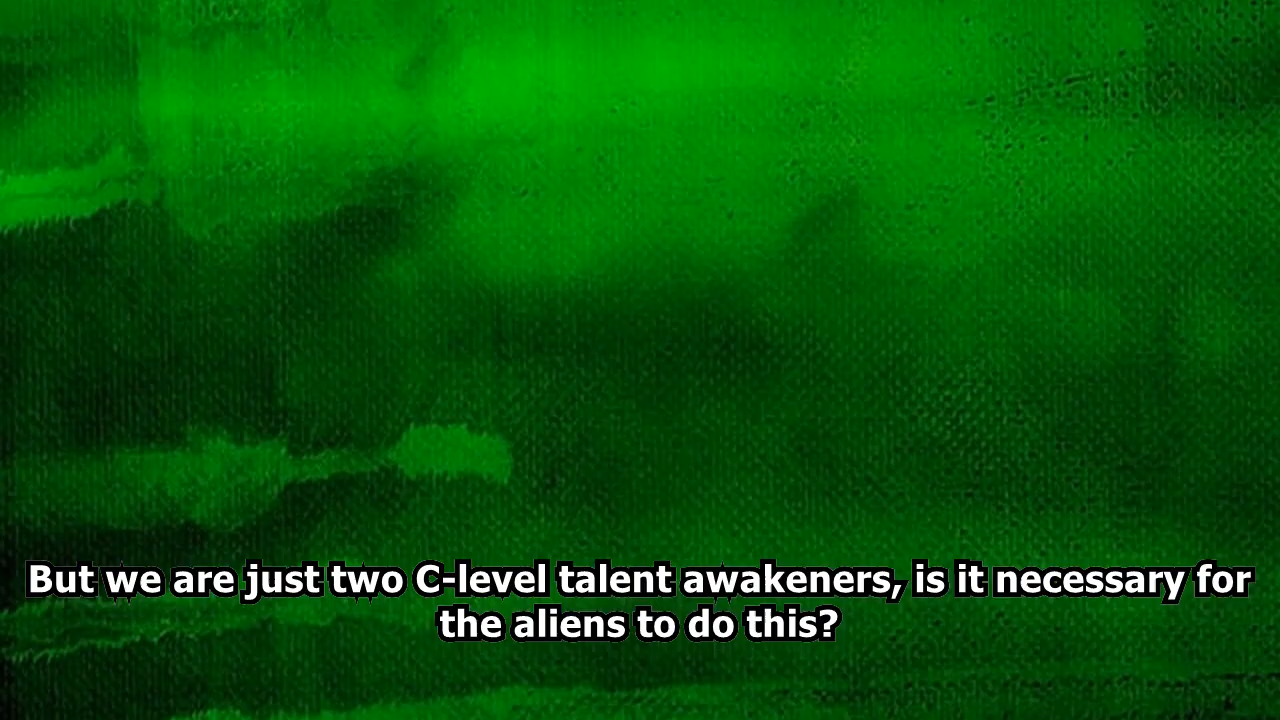 But we are just two C-level talent awakeners, is it necessary for
the aliens to do this?